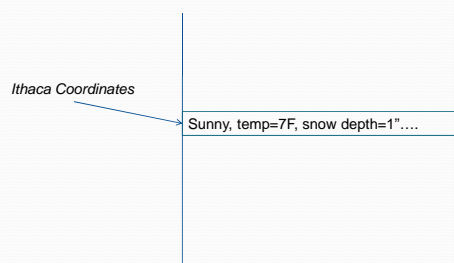 Ithaca Coordinates
Sunny, temp=7F, snow depth=1”….